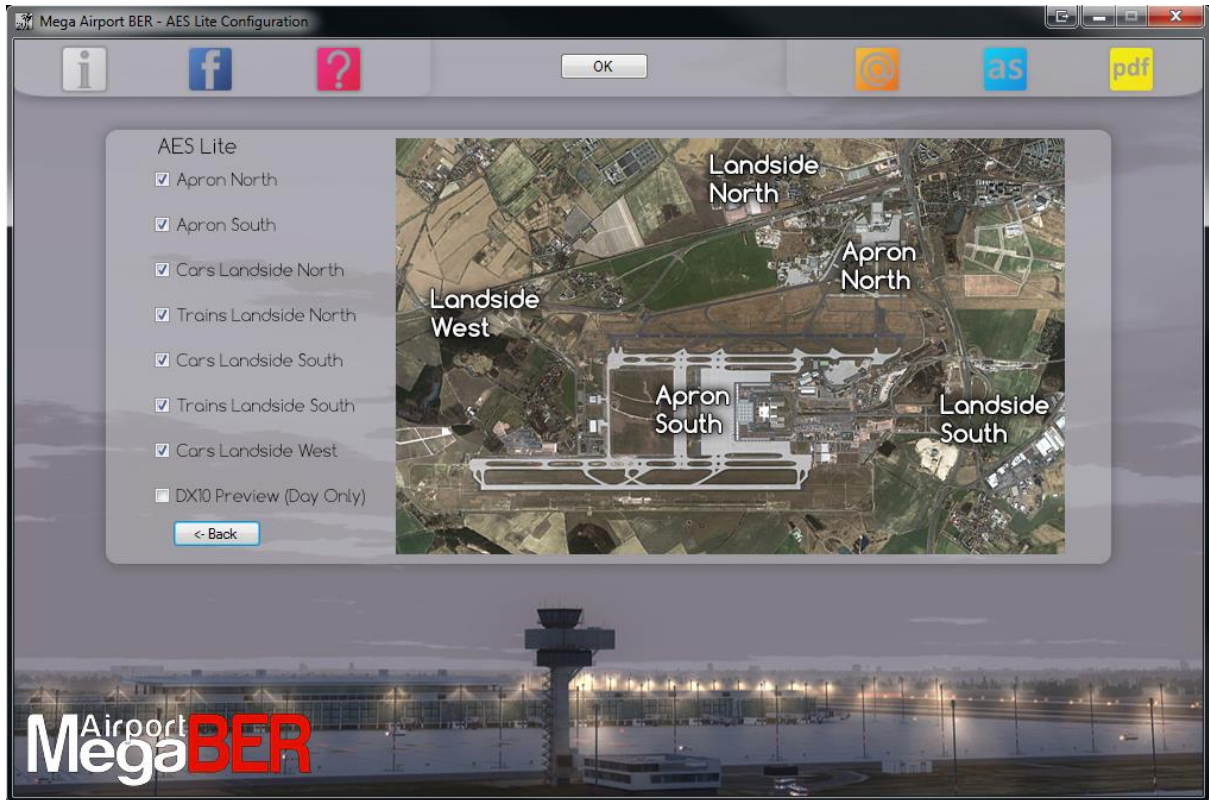 Mega Airport BER - AES Lite Configuration
i
f
?
OK
@
as
pdf
AES Lite
Apron North
Apron South
Cars Landside North
Trains Landside North
Cars Landside South
Trains Landside South
Cars Landside West
DX10 Preview (Day Only)
<- Back
Landside
North
Apron
North
Landside
West
Apron
South
Landside
South
Airport
MegaBER